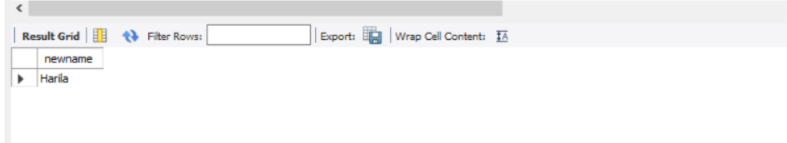 Result Grid Filter Rows: Export: Wrap Cell Content:
newname
Harila